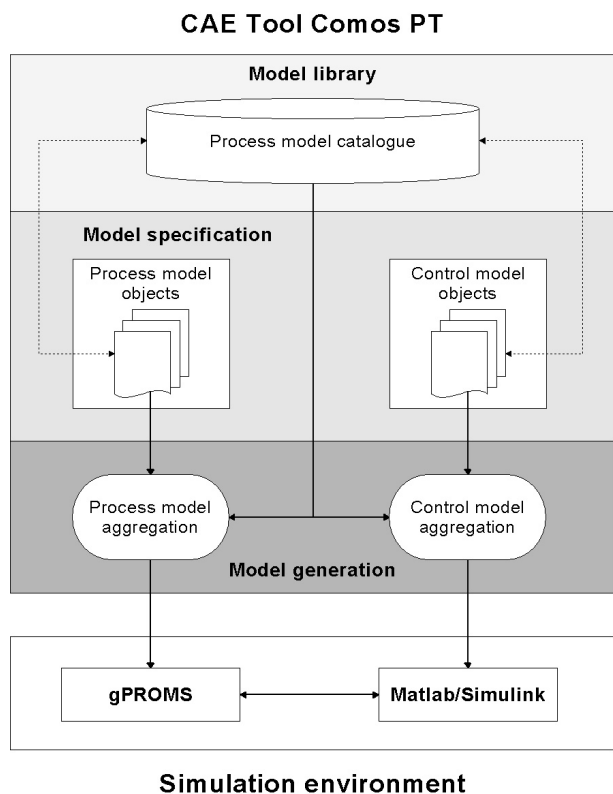 CAE Tool Comos PT
Model library
Process model catalogue
Model specification
Process model
objects
Control model
objects
Process model
aggregation
Control model
aggregation
Model generation
gPROMS
Matlab/Simulink
Simulation environment